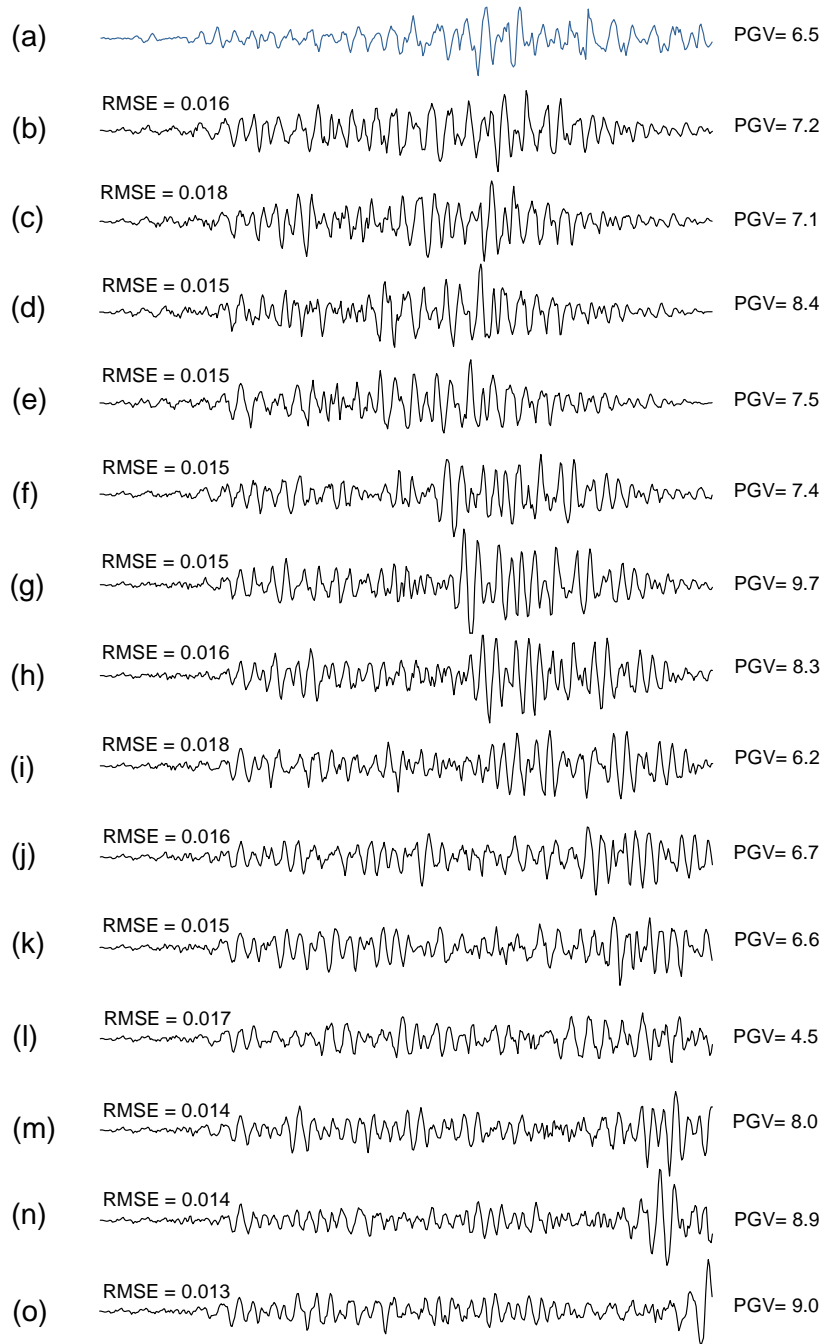 (a) PGV= 6.5
RMSE = 0.016
(b) PGV= 7.2
RMSE = 0.018
(c) PGV= 7.1
RMSE = 0.015
(d) PGV= 8.4
RMSE = 0.015
(e) PGV= 7.5
RMSE = 0.015
(f) PGV= 7.4
RMSE = 0.015
(g) PGV= 9.7
RMSE = 0.016
(h) PGV= 8.3
RMSE = 0.018
(i) PGV= 6.2
RMSE = 0.016
(j) PGV= 6.7
RMSE = 0.015
(k) PGV= 6.6
RMSE = 0.017
(l) PGV= 4.5
RMSE = 0.014
(m) PGV= 8.0
RMSE = 0.014
(n) PGV= 8.9
RMSE = 0.013
(o) PGV= 9.0